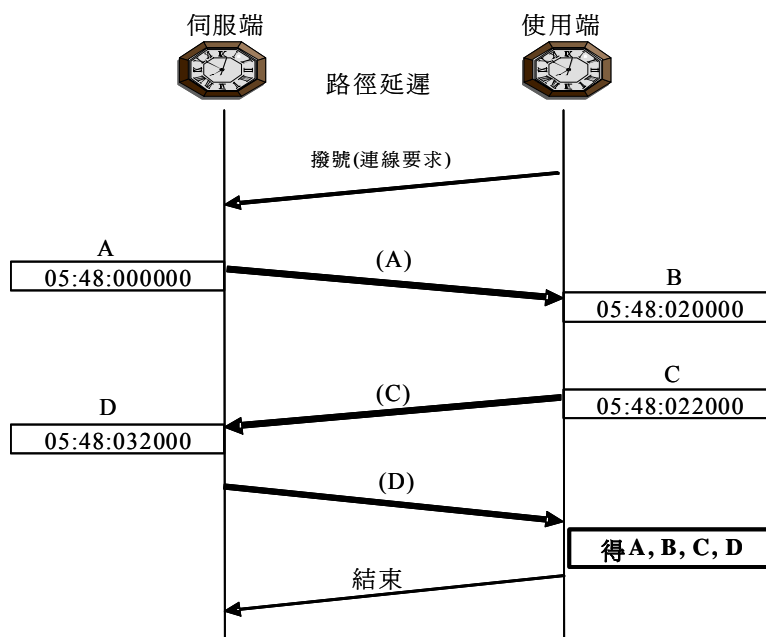 伺服端
使用端
路徑延遲
撥號(連線要求)
A
(A)
05:48:000000
B
05:48:020000
(C)
C
D
05:48:022000
05:48:032000
(D)
得A, B, C, D
結束